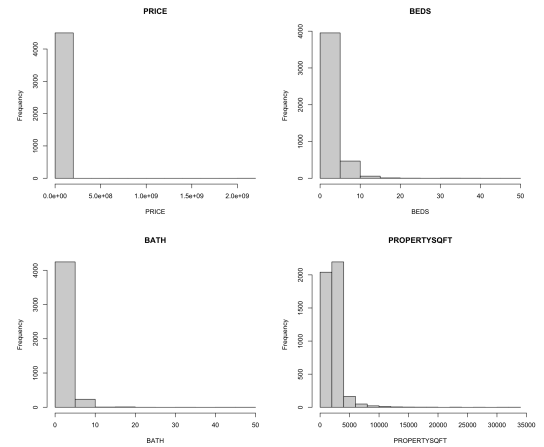 PRICE
Frequency
0 1000 2000 3000 4000
0.0e+00 5.0e+08 1.0e+09 1.5e+09 2.0e+09
PRICE
BEDS
Frequency
0 1000 2000 3000 4000
0 10 20 30 40 50
BEDS
BATH
Frequency
0 1000 2000 3000 4000
0 10 20 30 40 50
BATH
PROPERTYSQFT
Frequency
0 500 1000 1500 2000
0 5000 10000 15000 20000 25000 30000 35000
PROPERTYSQFT